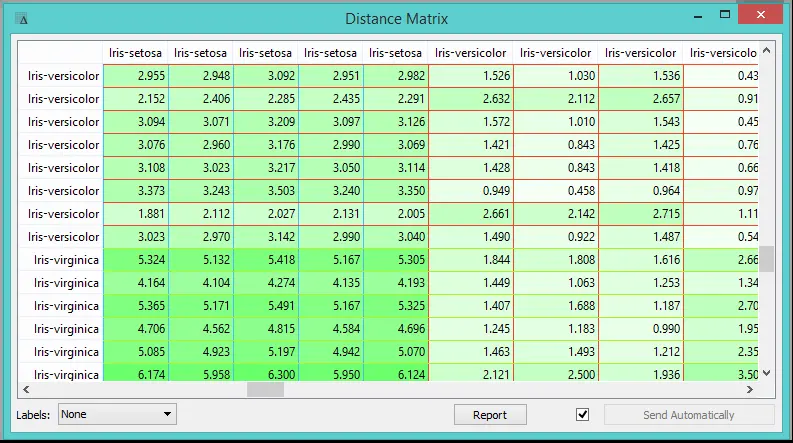 Distance Matrix
Iris-setosa Iris-setosa Iris-setosa Iris-setosa Iris-setosa Iris-versicolor Iris-versicolor Iris-versicolor Iris-versicolo
Iris-versicolor 2.955 2.948 3.092 2.951 2.982 1.526 1.030 1.536 0.43
Iris-versicolor 2.152 2.406 2.285 2.435 2.291 2.632 2.112 2.657 0.91
Iris-versicolor 3.094 3.071 3.209 3.097 3.126 1.572 1.010 1.543 0.45
Iris-versicolor 3.076 2.960 3.176 2.990 3.069 1.421 0.843 1.425 0.76
Iris-versicolor 3.108 3.023 3.217 3.050 3.114 1.428 0.843 1.418 0.66
Iris-versicolor 3.373 3.243 3.503 3.240 3.350 0.949 0.458 0.964 0.97
Iris-versicolor 1.881 2.112 2.027 2.131 2.005 2.661 2.142 2.715 1.11
Iris-versicolor 3.023 2.970 3.142 2.990 3.040 1.490 0.922 1.487 0.54
Iris-virginica 5.324 5.132 5.418 5.167 5.305 1.844 1.808 1.616 2.66
Iris-virginica 4.164 4.104 4.274 4.135 4.193 1.449 1.063 1.253 1.34
Iris-virginica 5.365 5.171 5.491 5.167 5.325 1.407 1.688 1.187 2.70
Iris-virginica 4.706 4.562 4.815 4.584 4.696 1.245 1.183 0.990 1.95
Iris-virginica 5.085 4.923 5.197 4.942 5.070 1.463 1.493 1.212 2.35
Iris-virginica 6.174 5.958 6.300 5.950 6.124 2.121 2.500 1.936 3.50
Labels: None Report Send Automatically